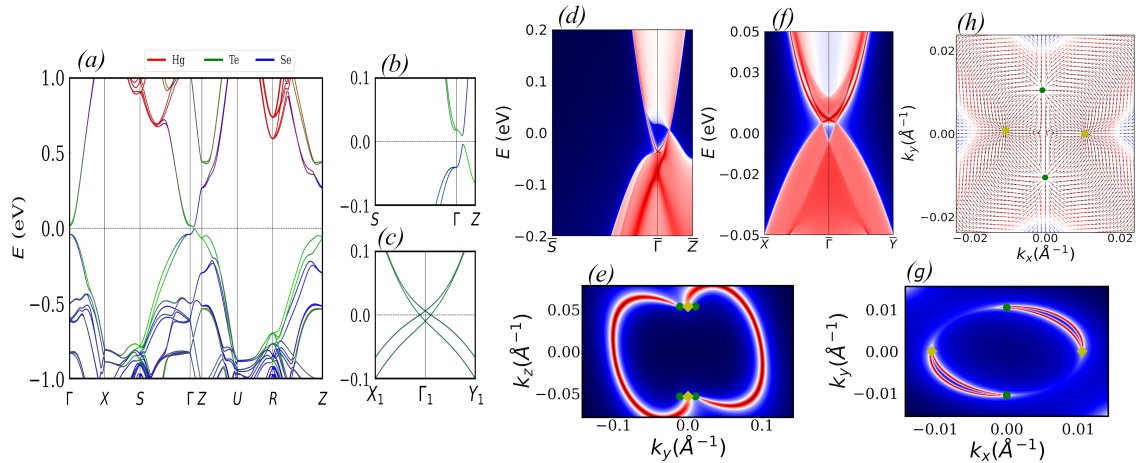 (a)
Hg Te Se
E (eV)
1.0
0.5
0.0
−0.5
−1.0
Γ X S Γ Z U R Z
(b)
0.1
0.0
−0.1
S Γ Z
(c)
0.1
0.0
−0.1
X1 Γ1 Y1
(d)
E (eV)
0.2
0.1
0.0
−0.1
−0.2
S̅ Γ̅ Z̅
(e)
kz(Å−1)
0.05
0.00
−0.05
−0.1 0.0 0.1
ky(Å−1)
(f)
E (eV)
0.05
0.03
0.00
−0.02
−0.05
X̅ Γ̅ Y̅
(g)
ky(Å−1)
0.01
0.00
−0.01
−0.01 0.00 0.01
kx(Å−1)
(h)
ky(Å−1)
0.02
0.00
−0.02
−0.02 0.00 0.02
kx(Å−1)